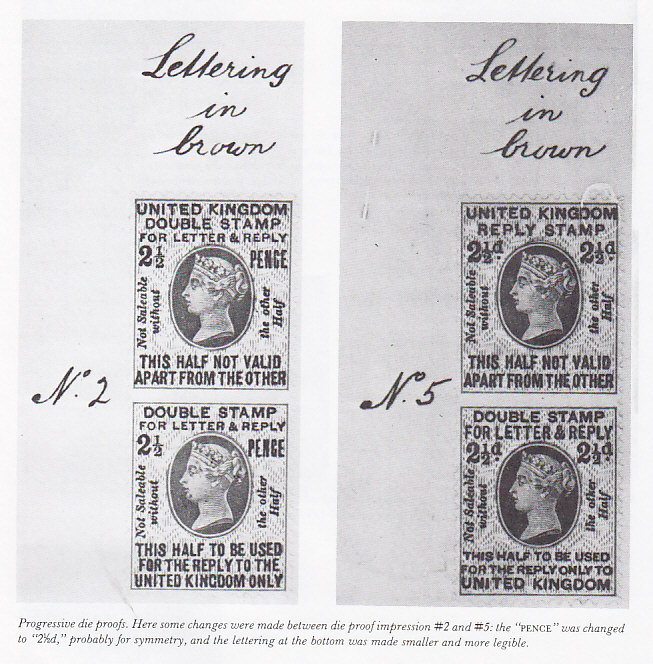 Lettering
in
brown
UNITED KINGDOM
DOUBLE STAMP
FOR LETTER & REPLY
2½ PENCE
Not Saleable
without
the other
Half
THIS HALF NOT VALID
APART FROM THE OTHER
No. 2
DOUBLE STAMP
FOR LETTER & REPLY
2½ PENCE
Not Saleable
without
the other
Half
THIS HALF TO BE USED
FOR THE REPLY TO THE
UNITED KINGDOM ONLY
Lettering
in
brown
UNITED KINGDOM
REPLY STAMP
2½d. 2½d.
Not Saleable
without
the other
Half
THIS HALF NOT VALID
APART FROM THE OTHER
No. 5
DOUBLE STAMP
FOR LETTER & REPLY
2½d. 2½d.
Not Saleable
without
the other
Half
THIS HALF TO BE USED
FOR THE REPLY ONLY TO
UNITED KINGDOM
Progressive die proofs. Here some changes were made between die proof impression #2 and #5: the "PENCE" was changed
to "2½d," probably for symmetry, and the lettering at the bottom was made smaller and more legible.